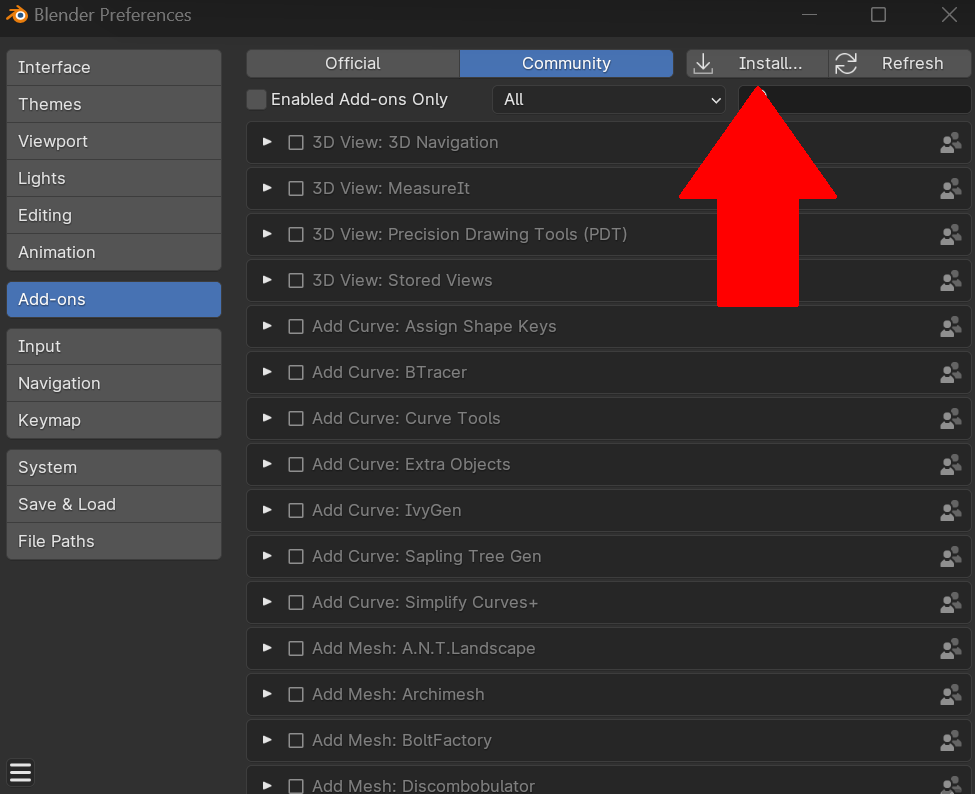 Blender Preferences
Interface
Themes
Viewport
Lights
Editing
Animation
Add-ons
Input
Navigation
Keymap
System
Save & Load
File Paths
Official Community Install... Refresh
Enabled Add-ons Only All
3D View: 3D Navigation
3D View: MeasureIt
3D View: Precision Drawing Tools (PDT)
3D View: Stored Views
Add Curve: Assign Shape Keys
Add Curve: BTracer
Add Curve: Curve Tools
Add Curve: Extra Objects
Add Curve: IvyGen
Add Curve: Sapling Tree Gen
Add Curve: Simplify Curves+
Add Mesh: A.N.T.Landscape
Add Mesh: Archimesh
Add Mesh: BoltFactory
Add Mesh: Discombobulator